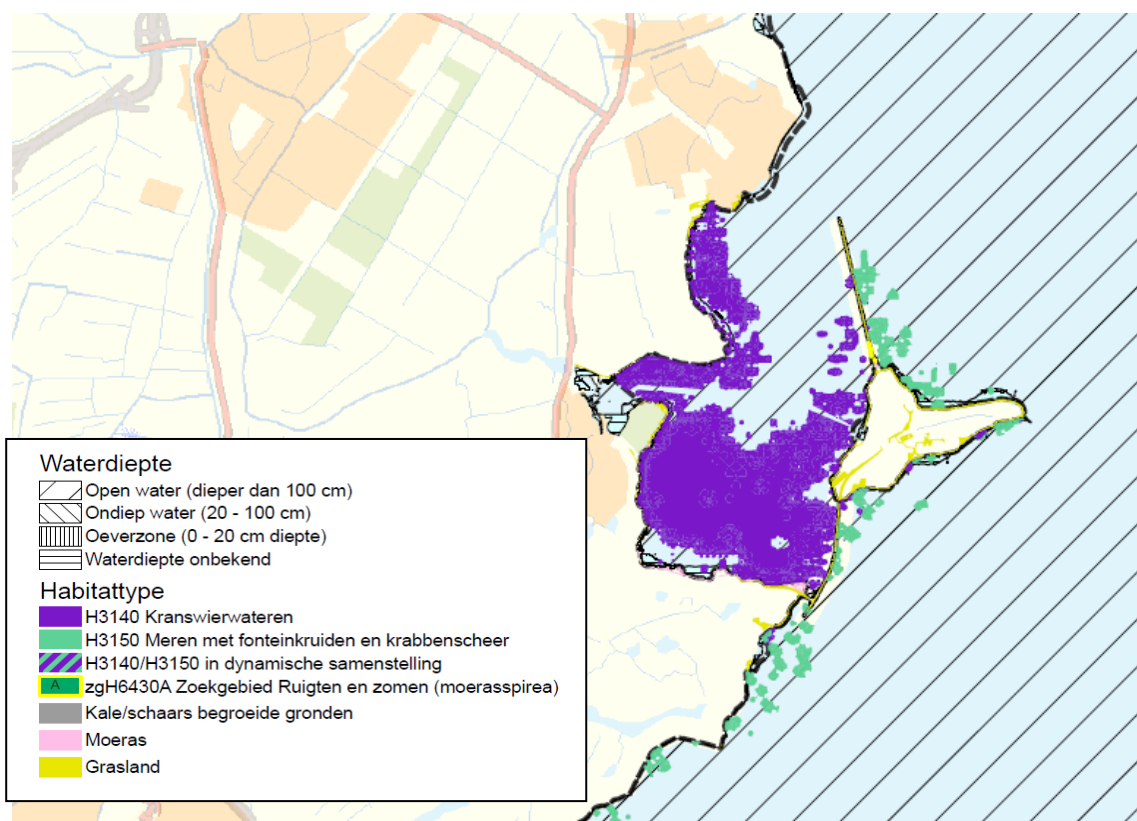 Waterdiepte
Open water (dieper dan 100 cm)
Ondiep water (20 - 100 cm)
Oeverzone (0 - 20 cm diepte)
Waterdiepte onbekend
Habitattype
H3140 Kranswierwateren
H3150 Meren met fonteinkruiden en krabbenscheer
H3140/H3150 in dynamische samenstelling
A zgH6430A Zoekgebied Ruigten en zomen (moerasspirea)
Kale/schaars begroeide gronden
Moeras
Grasland